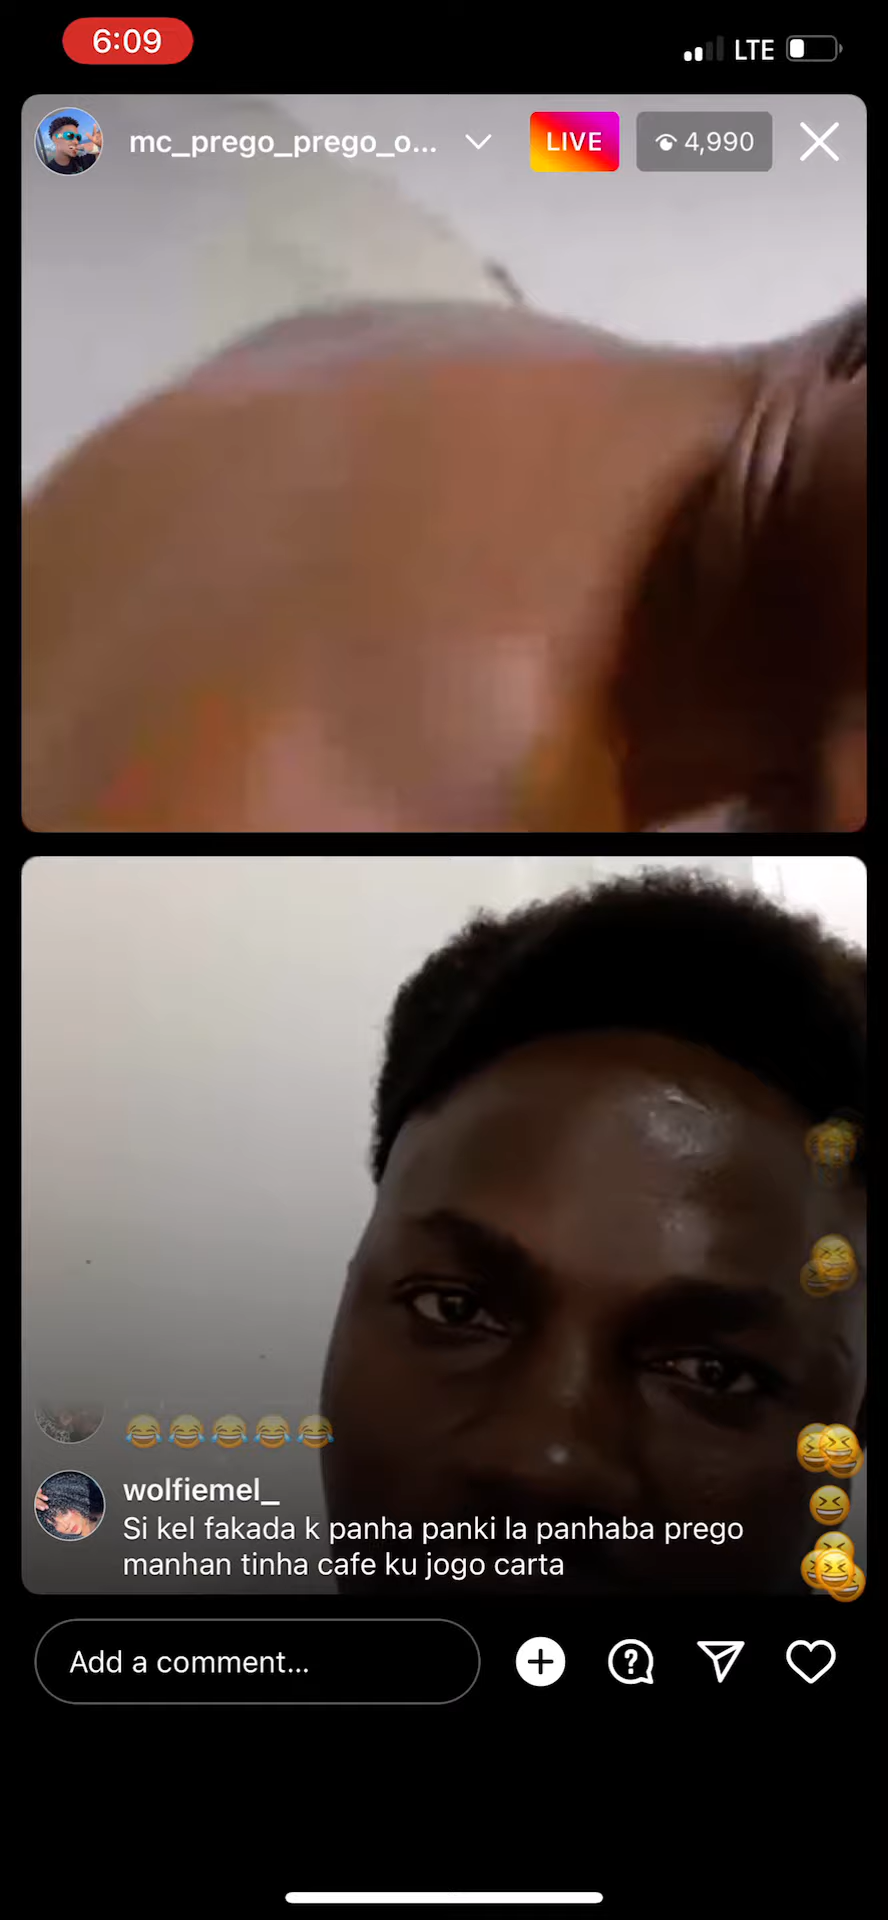 6:09
LTE
mc_prego_prego_o...
LIVE
4,990
😂😂😂😂😂
wolfiemel_
Si kel fakada k panha panki la panhaba prego
manhan tinha cafe ku jogo carta
Add a comment...